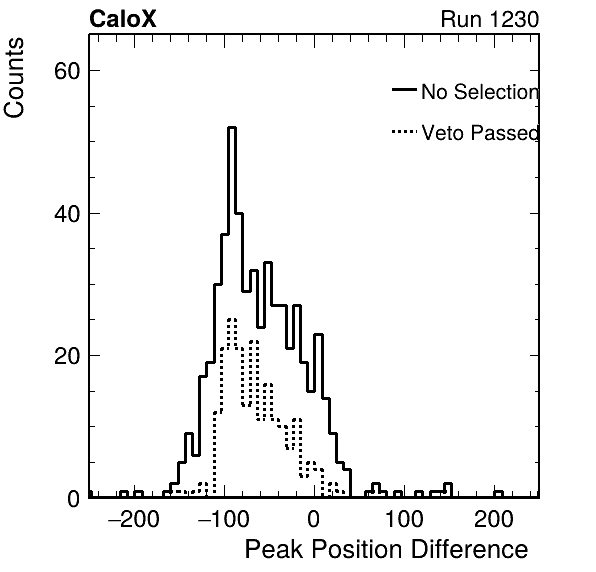 CaloX
Run 1230
Counts
60
No Selection
Veto Passed
40
20
0
−200
−100
0
100
200
Peak Position Difference